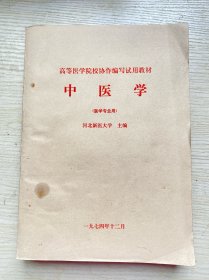 高等医学院校协作编写试用教材
中医学
(医学专业用)
河北新医大学 主编
一九七四年十二月